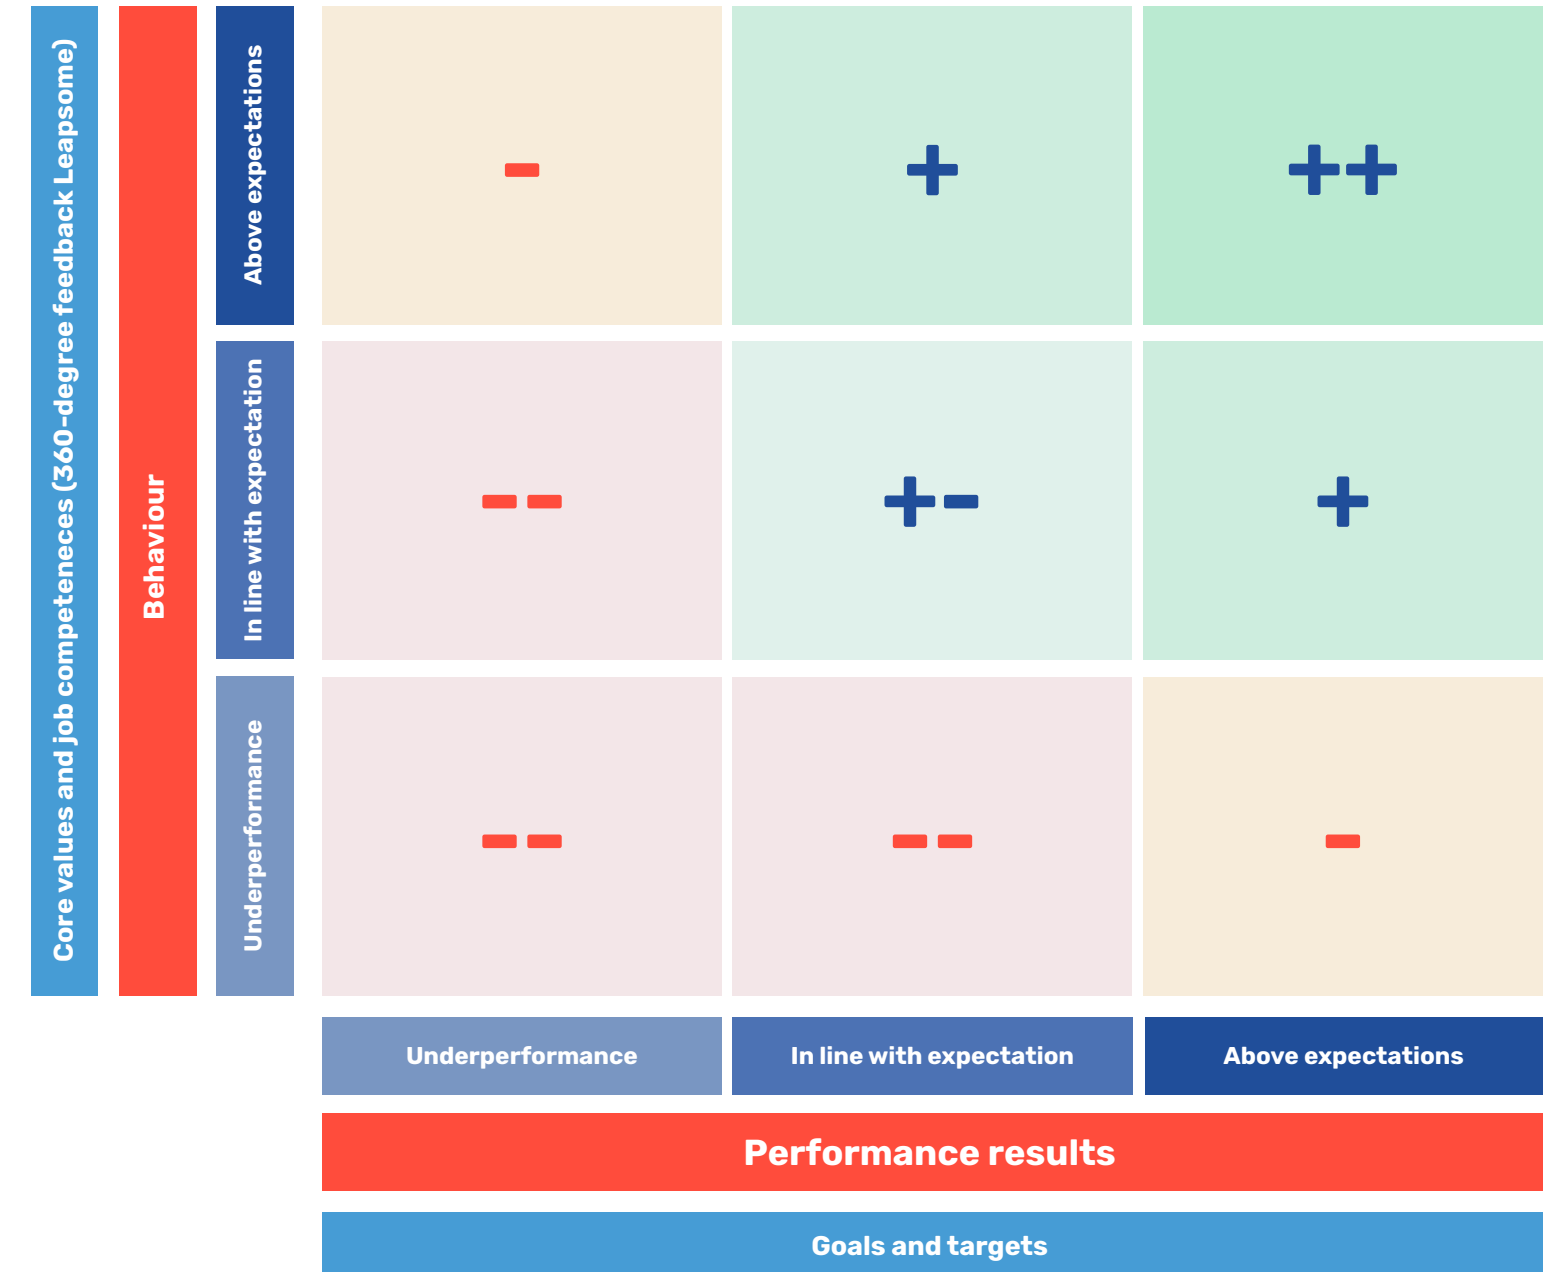 Core values and job competeneces (360-degree feedback Leapsome)
Behaviour
Above expectations
-
+
++
In line with expectation
--
+-
+
Underperformance
--
--
-
Underperformance
In line with expectation
Above expectations
Performance results
Goals and targets